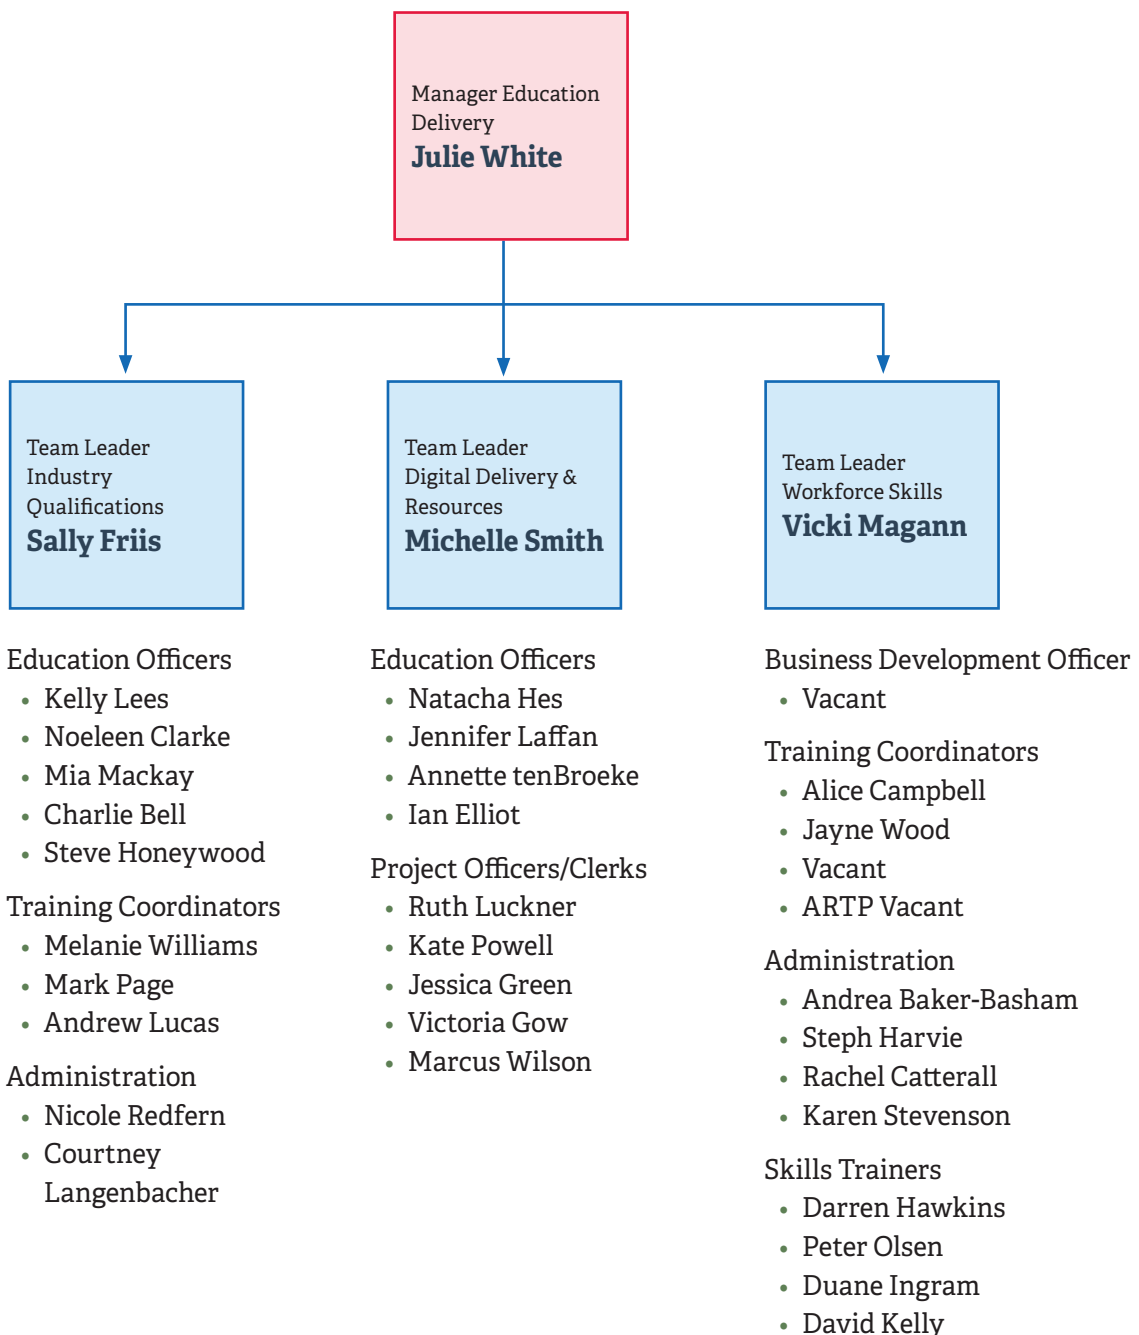 Manager Education
Delivery
Julie White
Team Leader
Industry
Qualifications
Sally Friis
Team Leader
Digital Delivery &
Resources
Michelle Smith
Team Leader
Workforce Skills
Vicki Magann
Education Officers
• Kelly Lees
• Noeleen Clarke
• Mia Mackay
• Charlie Bell
• Steve Honeywood
Training Coordinators
• Melanie Williams
• Mark Page
• Andrew Lucas
Administration
• Nicole Redfern
• Courtney
Langenbacher
Education Officers
• Natacha Hes
• Jennifer Laffan
• Annette tenBroeke
• Ian Elliot
Project Officers/Clerks
• Ruth Luckner
• Kate Powell
• Jessica Green
• Victoria Gow
• Marcus Wilson
Business Development Officer
• Vacant
Training Coordinators
• Alice Campbell
• Jayne Wood
• Vacant
• ARTP Vacant
Administration
• Andrea Baker-Basham
• Steph Harvie
• Rachel Catterall
• Karen Stevenson
Skills Trainers
• Darren Hawkins
• Peter Olsen
• Duane Ingram
• David Kelly